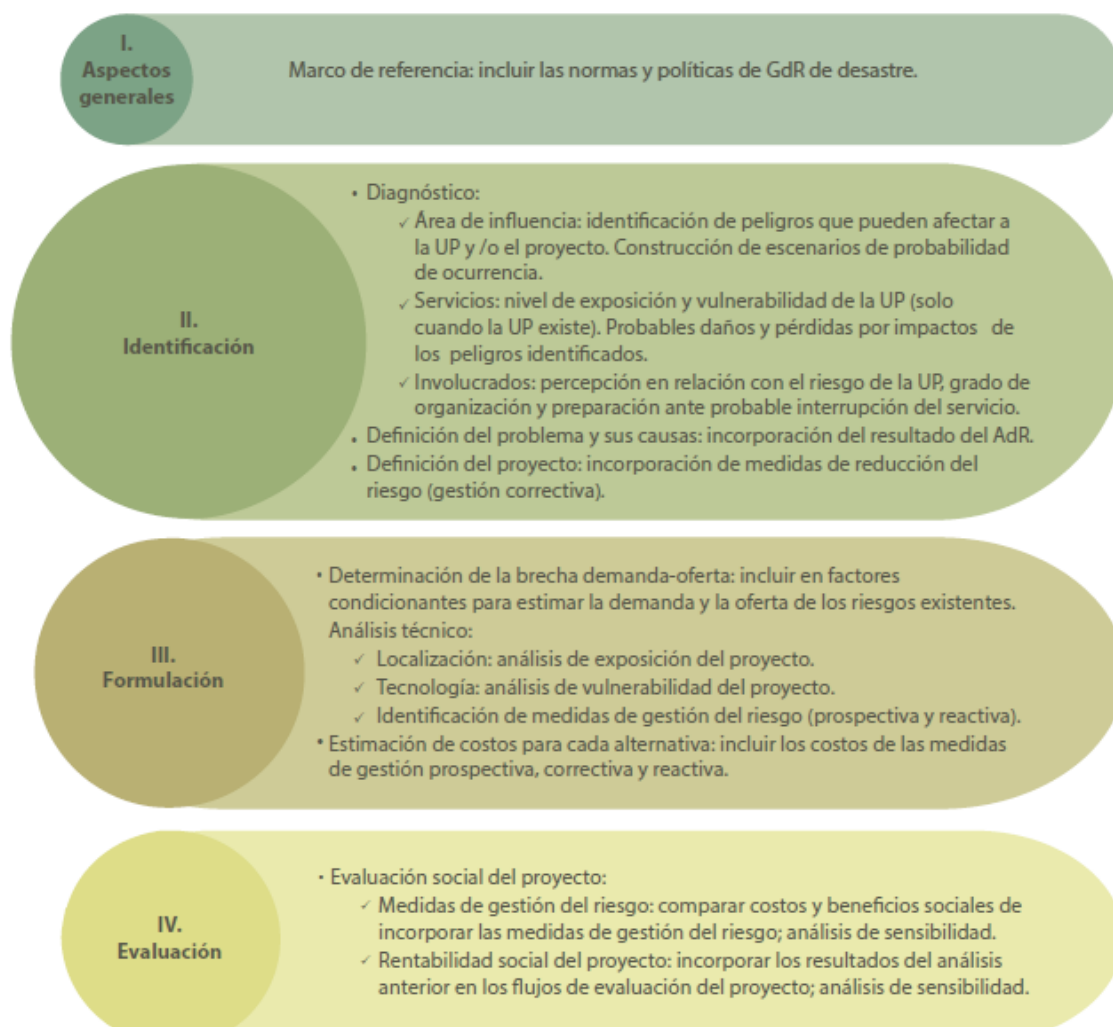 I.
Aspectos
generales
Marco de referencia: incluir las normas y políticas de GdR de desastre.
II.
Identificación
• Diagnóstico:
✓ Área de influencia: identificación de peligros que pueden afectar a
la UP y /o el proyecto. Construcción de escenarios de probabilidad
de ocurrencia.
✓ Servicios: nivel de exposición y vulnerabilidad de la UP (solo
cuando la UP existe). Probables daños y pérdidas por impactos de
los peligros identificados.
✓ Involucrados: percepción en relación con el riesgo de la UP, grado de
organización y preparación ante probable interrupción del servicio.
• Definición del problema y sus causas: incorporación del resultado del AdR.
• Definición del proyecto: incorporación de medidas de reducción del
riesgo (gestión correctiva).
III.
Formulación
• Determinación de la brecha demanda-oferta: incluir en factores
condicionantes para estimar la demanda y la oferta de los riesgos existentes.
Análisis técnico:
✓ Localización: análisis de exposición del proyecto.
✓ Tecnología: análisis de vulnerabilidad del proyecto.
✓ Identificación de medidas de gestión del riesgo (prospectiva y reactiva).
• Estimación de costos para cada alternativa: incluir los costos de las medidas
de gestión prospectiva, correctiva y reactiva.
IV.
Evaluación
• Evaluación social del proyecto:
✓ Medidas de gestión del riesgo: comparar costos y beneficios sociales de
incorporar las medidas de gestión del riesgo; análisis de sensibilidad.
✓ Rentabilidad social del proyecto: incorporar los resultados del análisis
anterior en los flujos de evaluación del proyecto; análisis de sensibilidad.